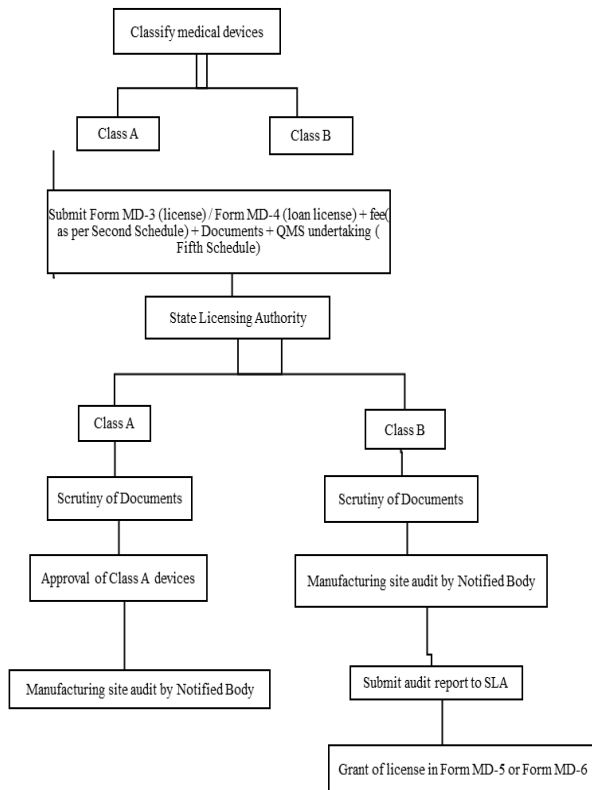 Classify medical devices
Class A
Class B
Submit Form MD-3 (license) / Form MD-4 (loan license) + fee(
as per Second Schedule) + Documents + QMS undertaking (
Fifth Schedule)
State Licensing Authority
Class A
Class B
Scrutiny of Documents
Scrutiny of Documents
Approval of Class A devices
Manufacturing site audit by Notified Body
Manufacturing site audit by Notified Body
Submit audit report to SLA
Grant of license in Form MD-5 or Form MD-6